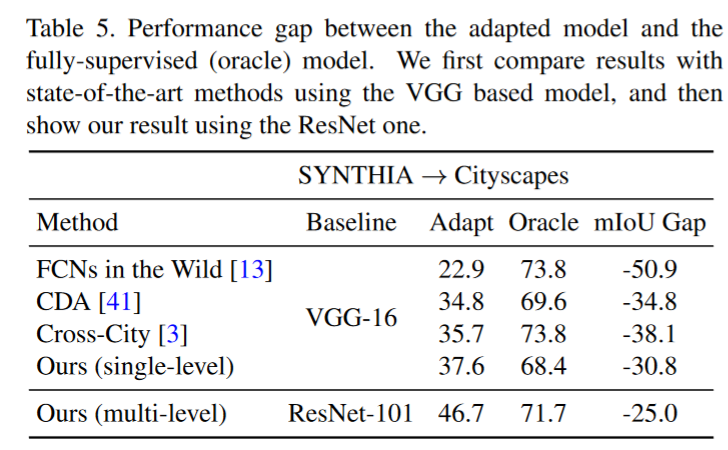 Table 5. Performance gap between the adapted model and the
fully-supervised (oracle) model. We first compare results with
state-of-the-art methods using the VGG based model, and then
show our result using the ResNet one.
SYNTHIA → Cityscapes
Method Baseline Adapt Oracle mIoU Gap
FCNs in the Wild [13] 22.9 73.8 -50.9
CDA [41] 34.8 69.6 -34.8
VGG-16
Cross-City [3] 35.7 73.8 -38.1
Ours (single-level) 37.6 68.4 -30.8
Ours (multi-level) ResNet-101 46.7 71.7 -25.0